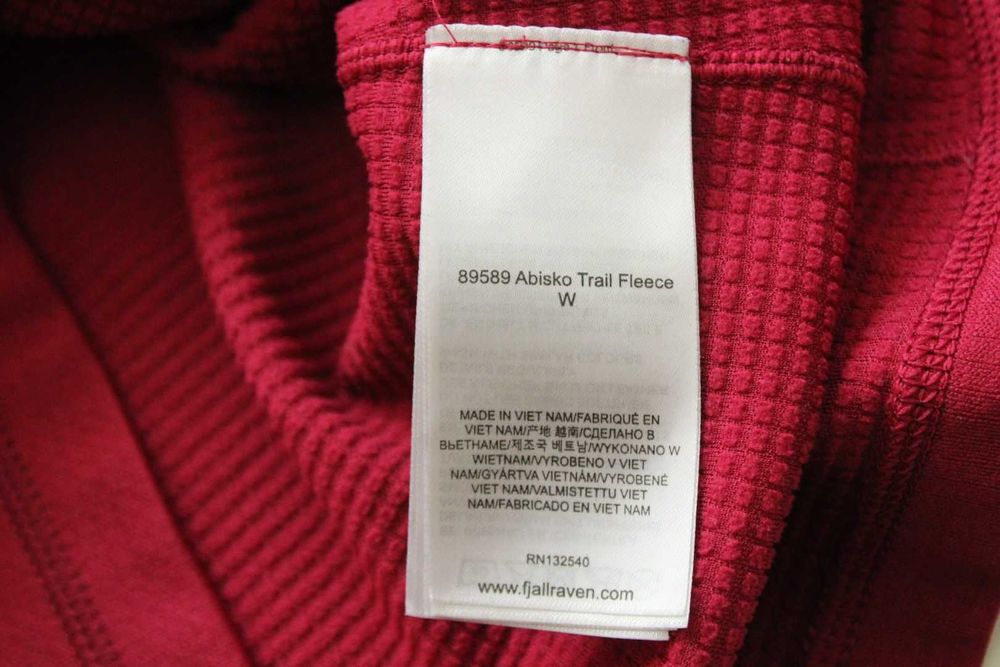 89589 Abisko Trail Fleece
W
MADE IN VIET NAM/FABRIQUÉ EN
VIET NAM/产地 越南/СДЕЛАНО В
ВЬЕТНАМЕ/제조국 베트남/WYKONANO W
WIETNAM/VYROBENO V VIET
NAM/GYÁRTVA VIETNÁM/VYROBENÉ
VIET NAM/VALMISTETTU VIET
NAM/FABRICADO EN VIET NAM
RN132540
www.fjallraven.com